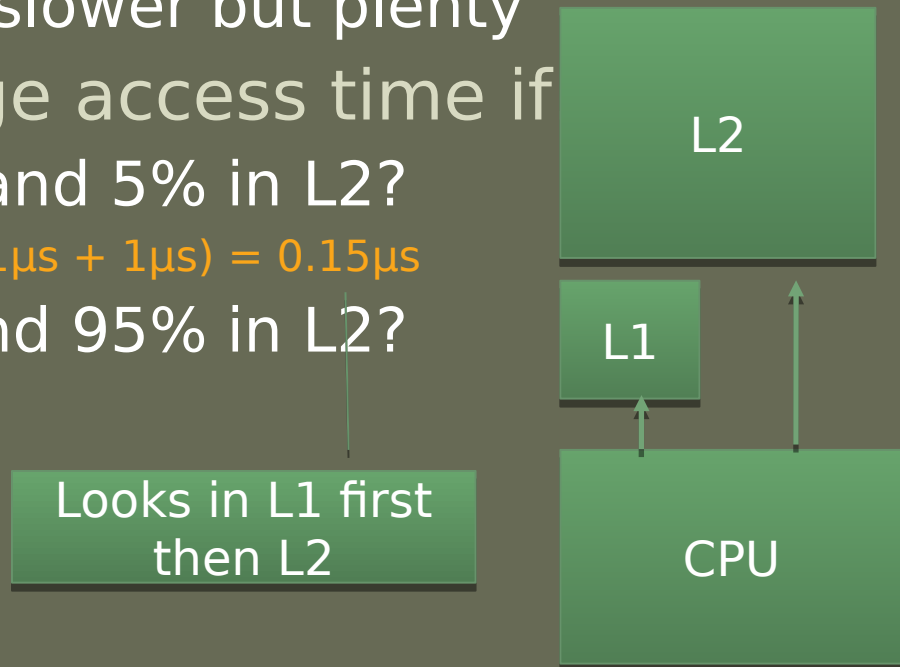 slower but plenty
ge access time if
and 5% in L2?
1µs + 1µs) = 0.15µs
nd 95% in L2?
Looks in L1 first
then L2
L2
L1
CPU